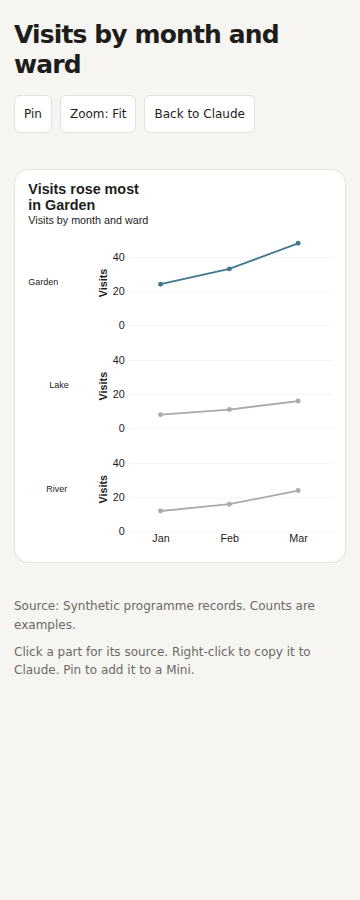 Visits by month and
ward
Pin
Zoom: Fit
Back to Claude
Visits rose most
in Garden
Visits by month and ward
Garden
Visits
40
20
0
Lake
Visits
40
20
0
River
Visits
40
20
0
Jan
Feb
Mar
Source: Synthetic programme records. Counts are
examples.
Click a part for its source. Right-click to copy it to
Claude. Pin to add it to a Mini.